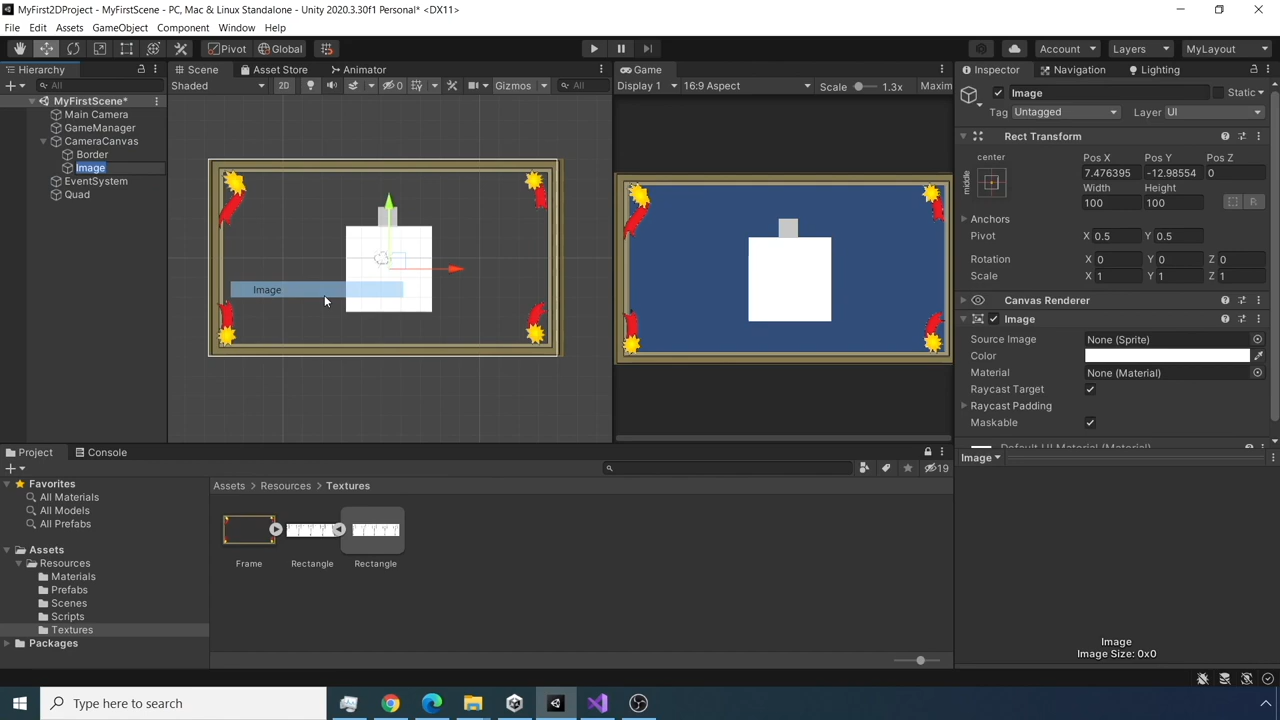 MyFirst2DProject - MyFirstScene - PC, Mac & Linux Standalone - Unity 2020.3.30f1 Personal* <DX11>
File Edit Assets GameObject Component Window Help
Pivot Global Account Layers MyLayout
Hierarchy
All
MyFirstScene*
Main Camera
GameManager
CameraCanvas
Border
Image
EventSystem
Quad
Scene Asset Store Animator
Shaded 2D 0 Gizmos All
Image
Game
Display 1 16:9 Aspect Scale 1.3x Maxim
Inspector Navigation Lighting
Image Static
Tag Untagged Layer UI
Rect Transform
center
middle
Pos X Pos Y Pos Z
7.476395 -12.98554 0
Width Height
100 100
R
Anchors
Pivot X 0.5 Y 0.5
Rotation X 0 Y 0 Z 0
Scale X 1 Y 1 Z 1
Canvas Renderer
Image
Source Image None (Sprite)
Color
Material None (Material)
Raycast Target
Raycast Padding
Maskable
Default UI Material (Material)
Image
Image
Image Size: 0x0
Project Console
19
Favorites
All Materials
All Models
All Prefabs
Assets
Resources
Materials
Prefabs
Scenes
Scripts
Textures
Packages
Assets Resources Textures
Frame Rectangle Rectangle
Type here to search